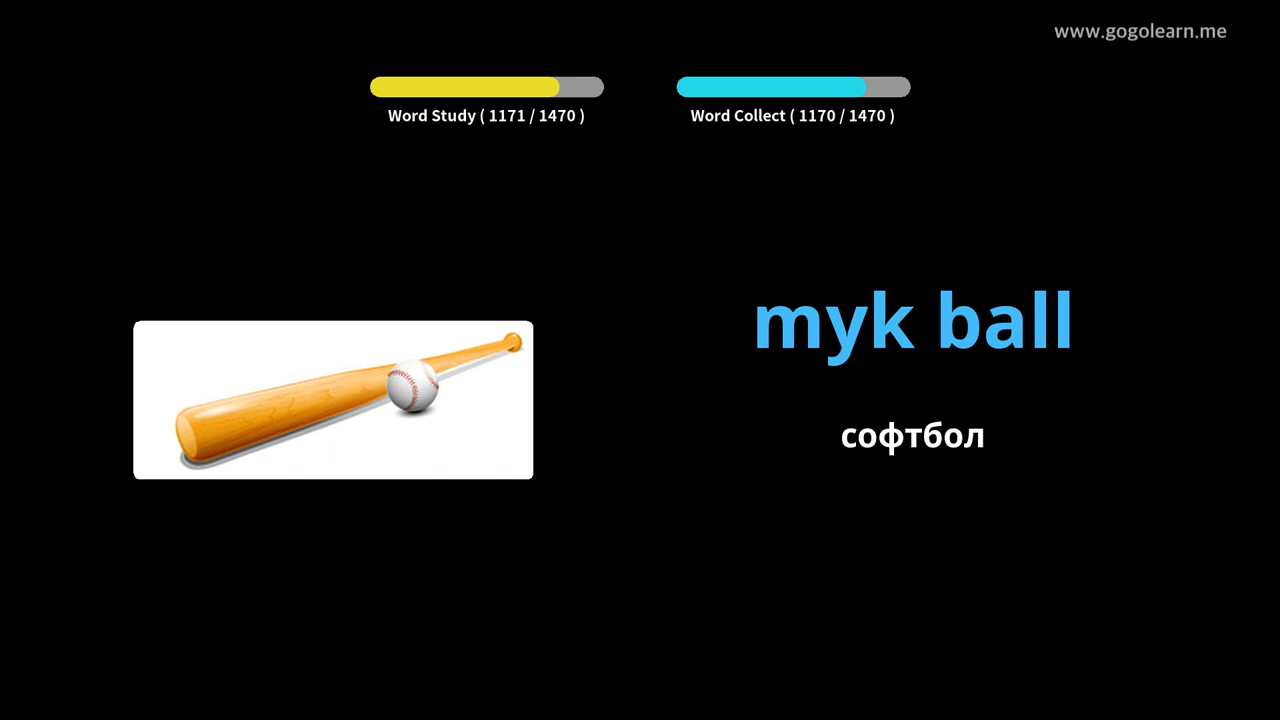 www.gogolearn.me
Word Study ( 1171 / 1470 )
Word Collect ( 1170 / 1470 )
myk ball
софтбол